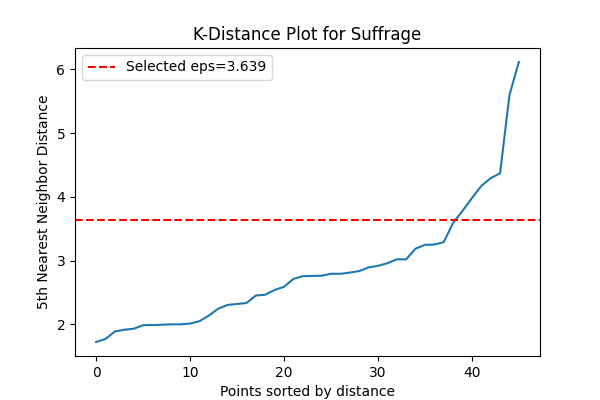 K-Distance Plot for Suffrage
Selected eps=3.639
5th Nearest Neighbor Distance
6
5
4
3
2
0 10 20 30 40
Points sorted by distance